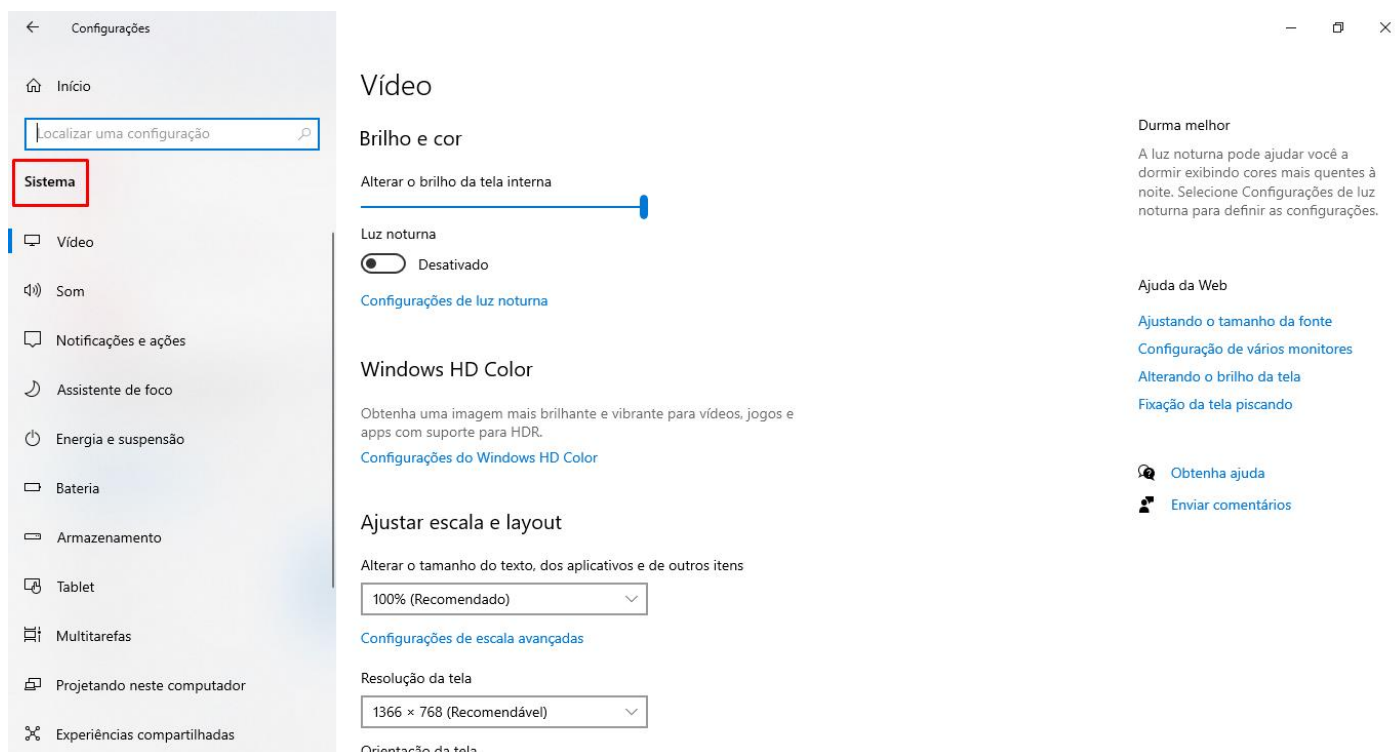 Configurações
Início
Localizar uma configuração
Sistema
Vídeo
Som
Notificações e ações
Assistente de foco
Energia e suspensão
Bateria
Armazenamento
Tablet
Multitarefas
Projetando neste computador
Experiências compartilhadas
Vídeo
Brilho e cor
Alterar o brilho da tela interna
Luz noturna
Desativado
Configurações de luz noturna
Windows HD Color
Obtenha uma imagem mais brilhante e vibrante para vídeos, jogos e
apps com suporte para HDR.
Configurações do Windows HD Color
Ajustar escala e layout
Alterar o tamanho do texto, dos aplicativos e de outros itens
100% (Recomendado)
Configurações de escala avançadas
Resolução da tela
1366 × 768 (Recomendável)
Orientação da tela
Durma melhor
A luz noturna pode ajudar você a
dormir exibindo cores mais quentes à
noite. Selecione Configurações de luz
noturna para definir as configurações.
Ajuda da Web
Ajustando o tamanho da fonte
Configuração de vários monitores
Alterando o brilho da tela
Fixação da tela piscando
Obtenha ajuda
Enviar comentários